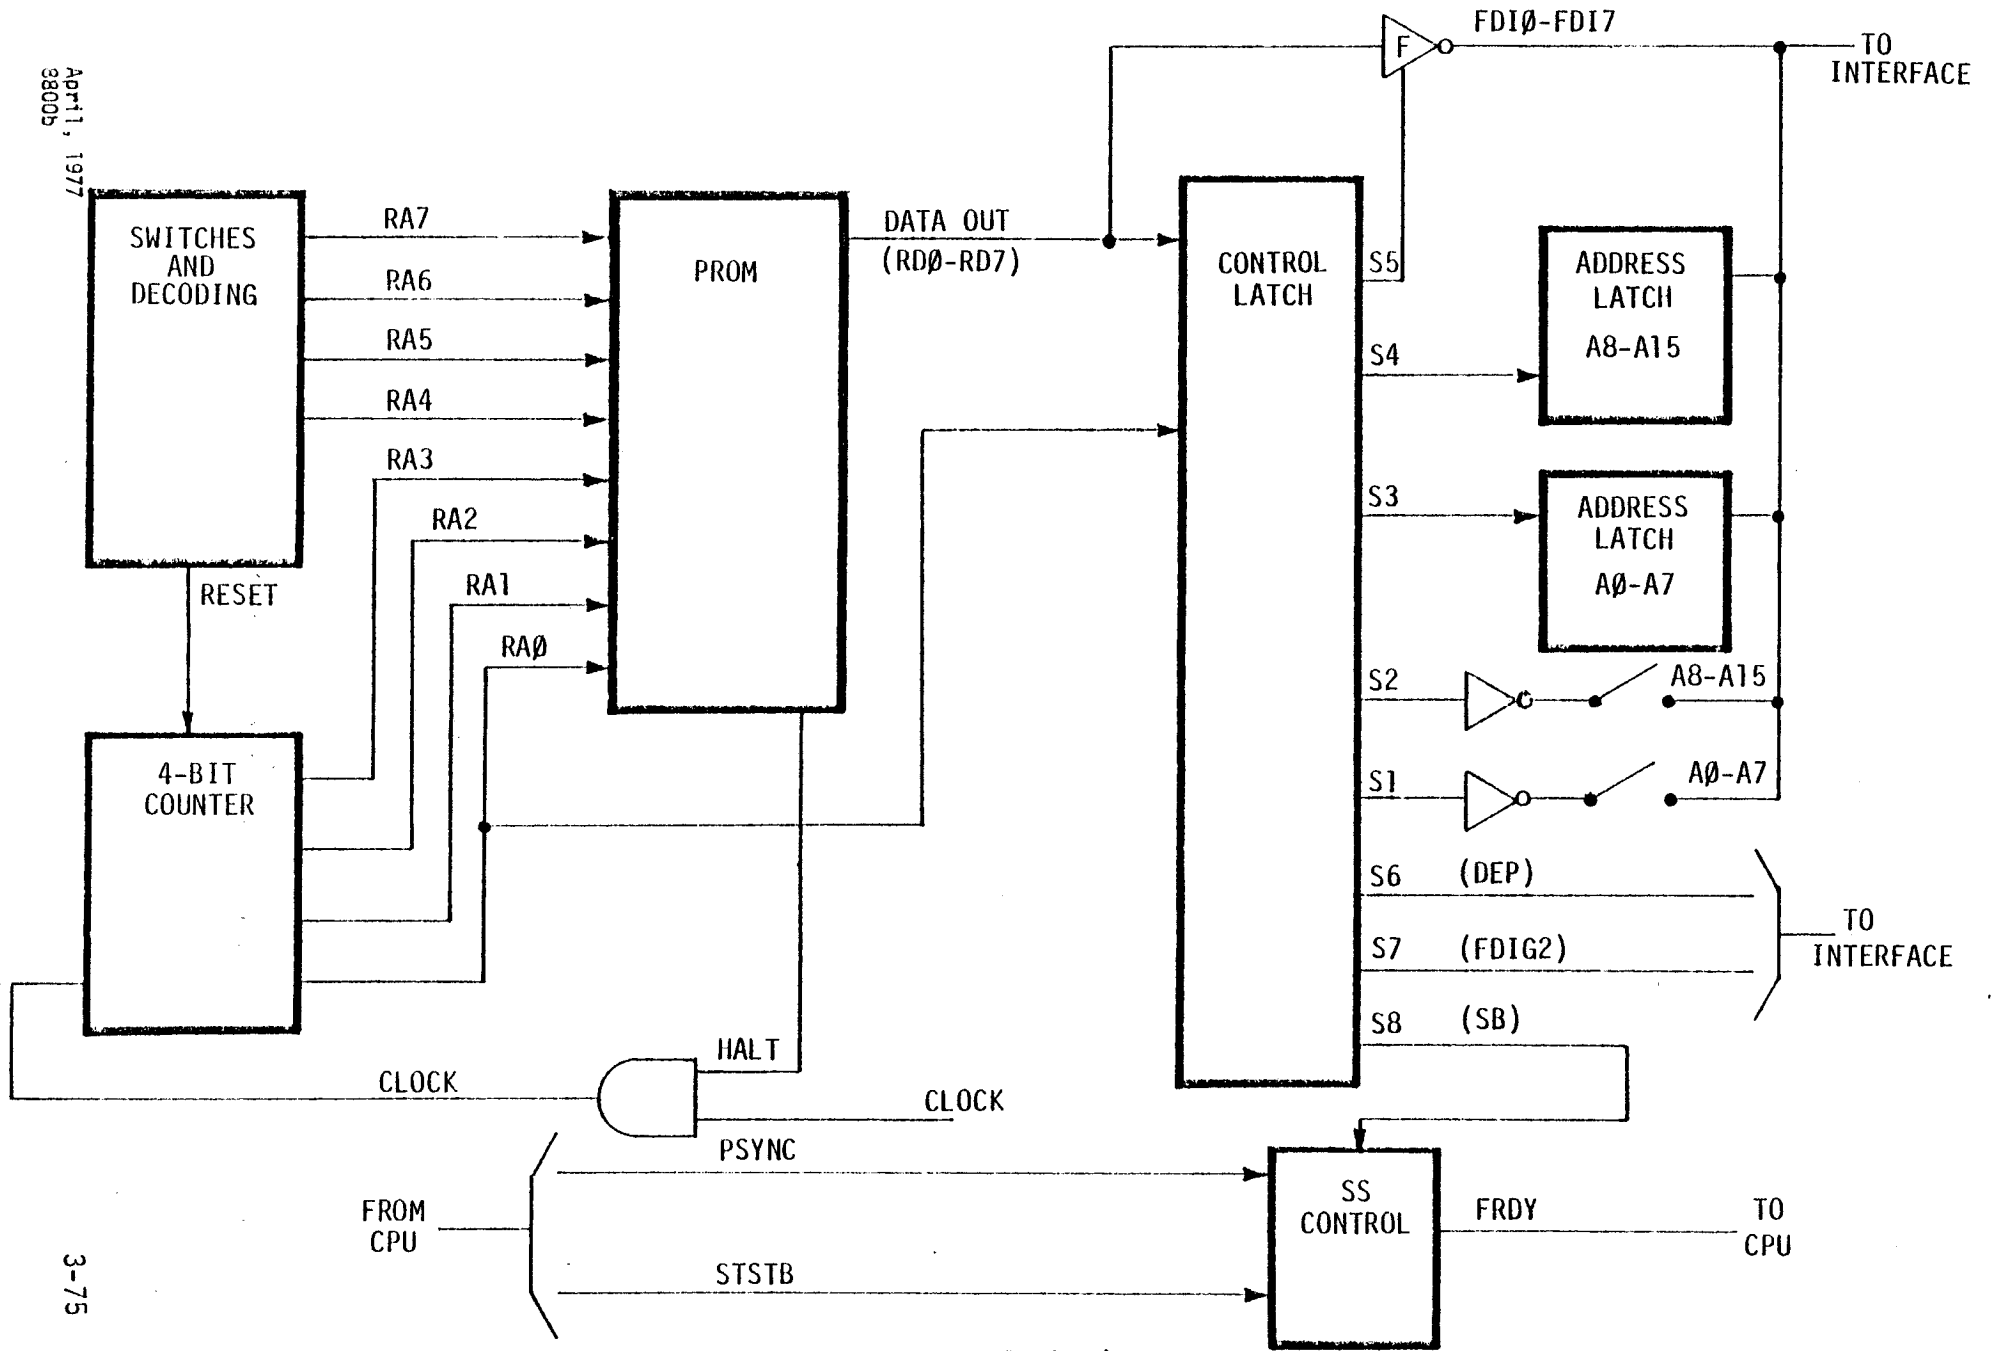 FDIØ-FDI7
TO
INTERFACE
April, 1977
8800b
SWITCHES
AND
DECODING
RA7
RA6
RA5
RA4
RA3
RA2
RA1
RAØ
RESET
4-BIT
COUNTER
PROM
DATA OUT
(RDØ-RD7)
F
CONTROL
LATCH
S5
S4
S3
S2
S1
S6
(DEP)
S7
(FDIG2)
S8
(SB)
ADDRESS
LATCH
A8-A15
ADDRESS
LATCH
AØ-A7
A8-A15
AØ-A7
TO
INTERFACE
HALT
CLOCK
CLOCK
PSYNC
FROM
CPU
STSTB
SS
CONTROL
FRDY
TO
CPU
3-75